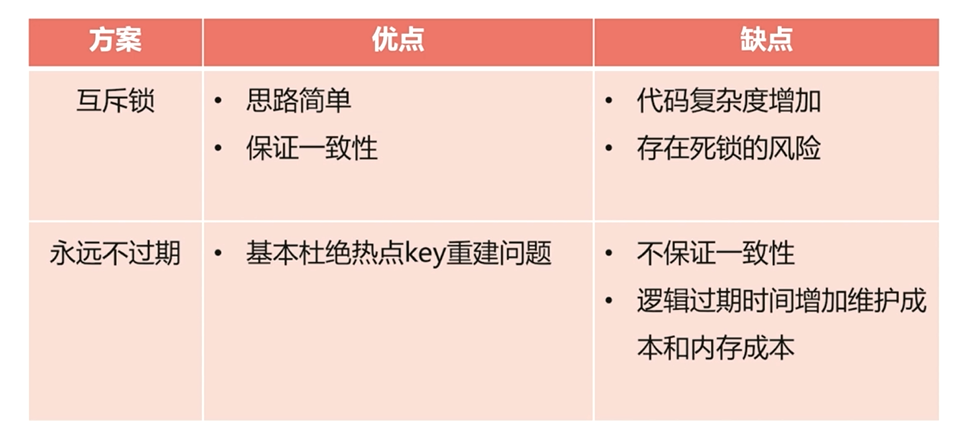 方案
优点
缺点
互斥锁
• 思路简单
• 保证一致性
• 代码复杂度增加
• 存在死锁的风险
永远不过期
• 基本杜绝热点key重建问题
• 不保证一致性
• 逻辑过期时间增加维护成
本和内存成本